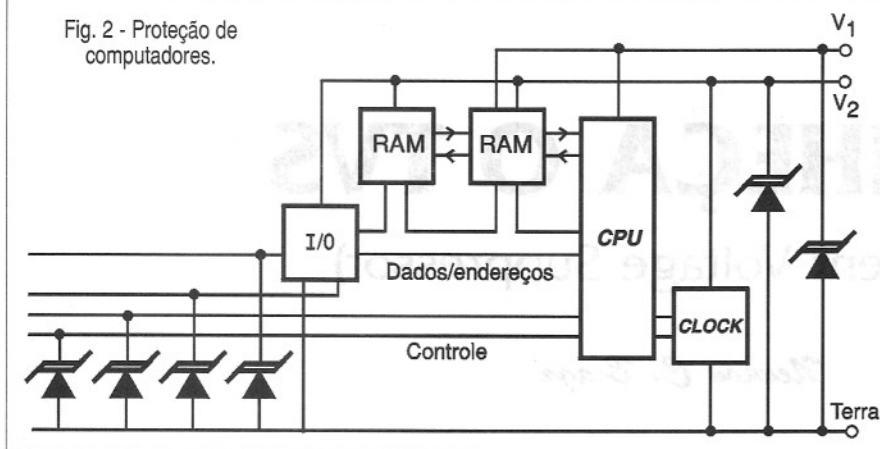 Fig. 2 - Proteção de
computadores.
V1
V2
RAM
RAM
I/0
CPU
Dados/endereços
CLOCK
Controle
Terra